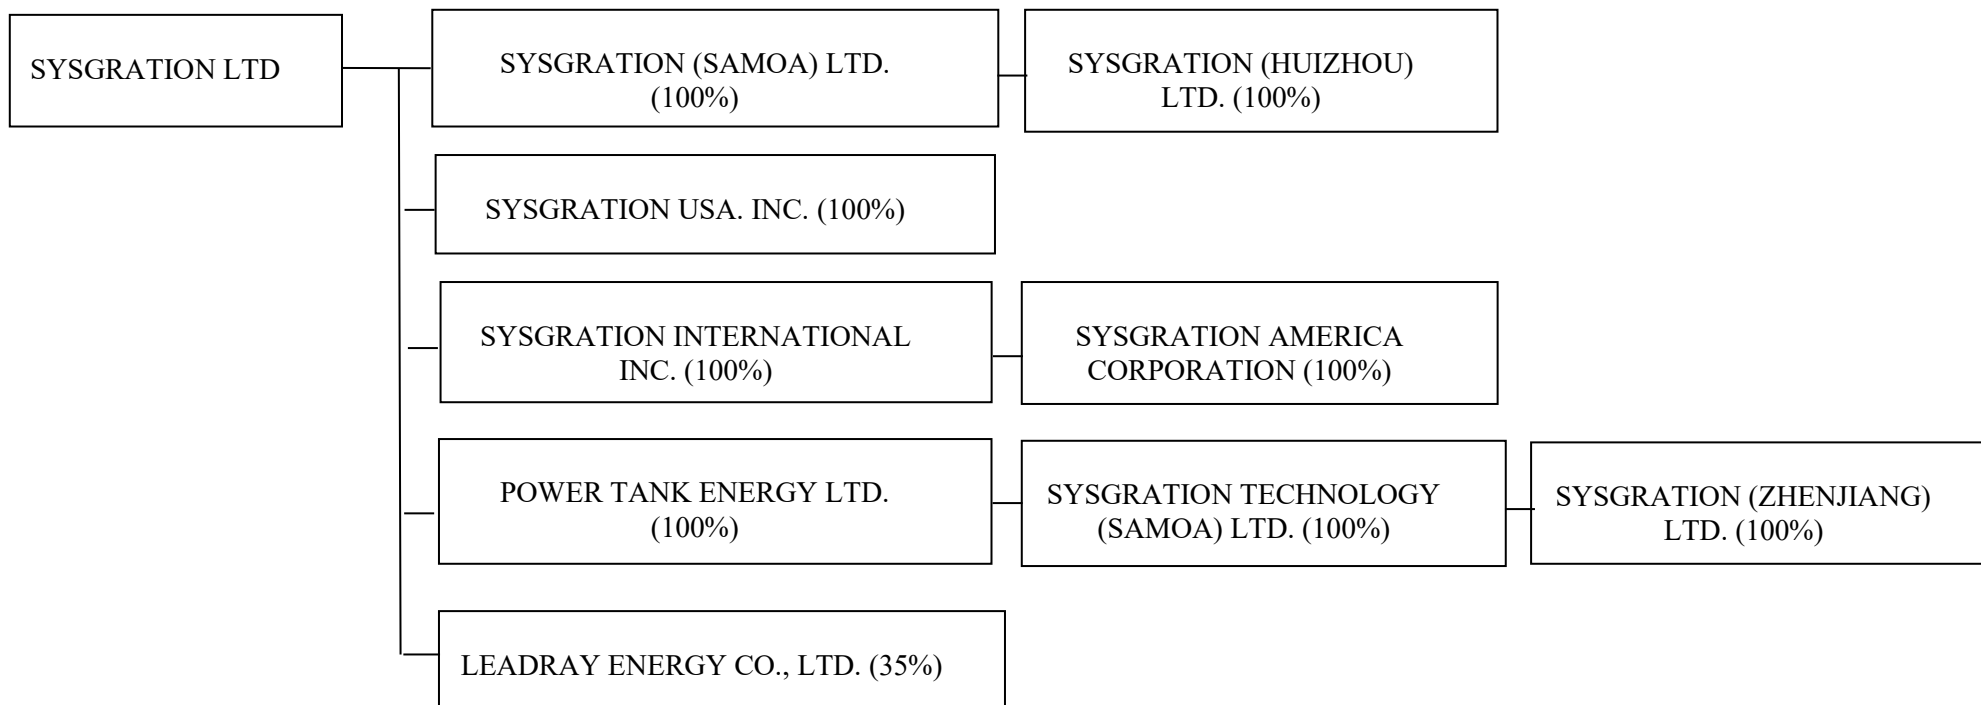 SYSGRATION LTD
SYSGRATION (SAMOA) LTD.
(100%)
SYSGRATION (HUIZHOU)
LTD. (100%)
SYSGRATION USA. INC. (100%)
SYSGRATION INTERNATIONAL
INC. (100%)
SYSGRATION AMERICA
CORPORATION (100%)
POWER TANK ENERGY LTD.
(100%)
SYSGRATION TECHNOLOGY
(SAMOA) LTD. (100%)
SYSGRATION (ZHENJIANG)
LTD. (100%)
LEADRAY ENERGY CO., LTD. (35%)